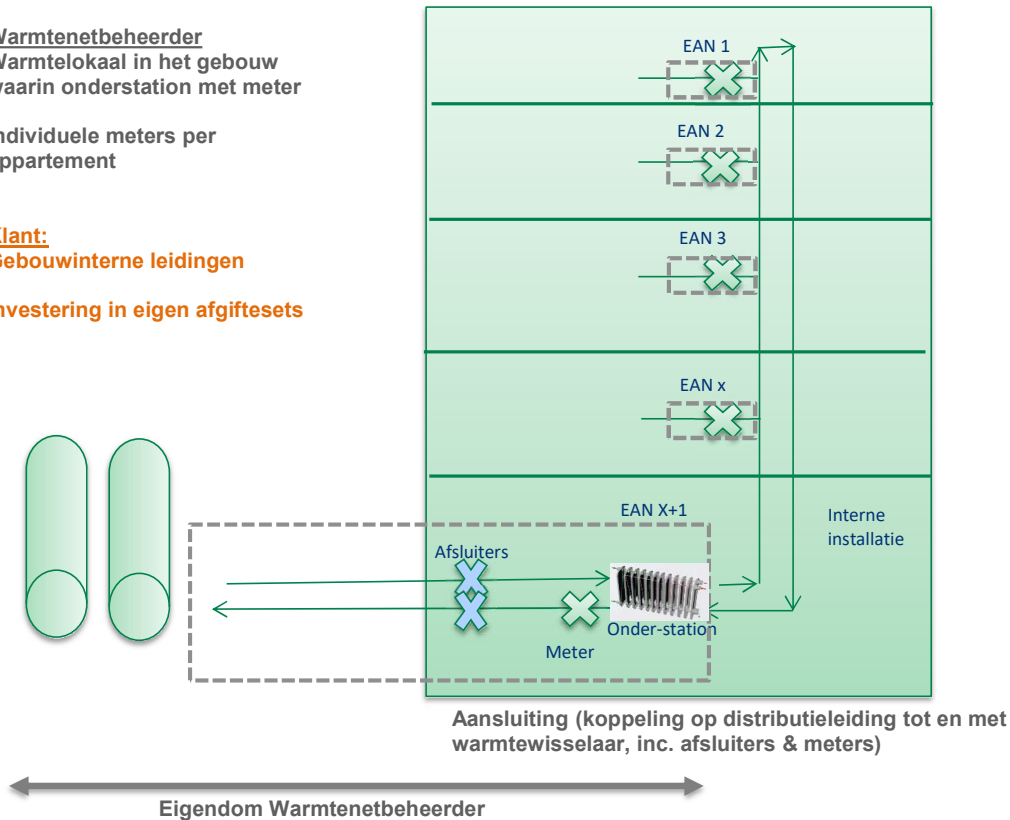 Warmtenetbeheerder
Warmtelokaal in het gebouw
waarin onderstation met meter
ndividuele meters per
ppartement
Klant:
Gebouwinterne leidingen
nvestering in eigen afgiftesets
EAN 1
EAN 2
EAN 3
EAN x
EAN X+1
Interne
installatie
Afsluiters
Onder-station
Meter
Aansluiting (koppeling op distributieleiding tot en met
warmtewisselaar, inc. afsluiters & meters)
Eigendom Warmtenetbeheerder